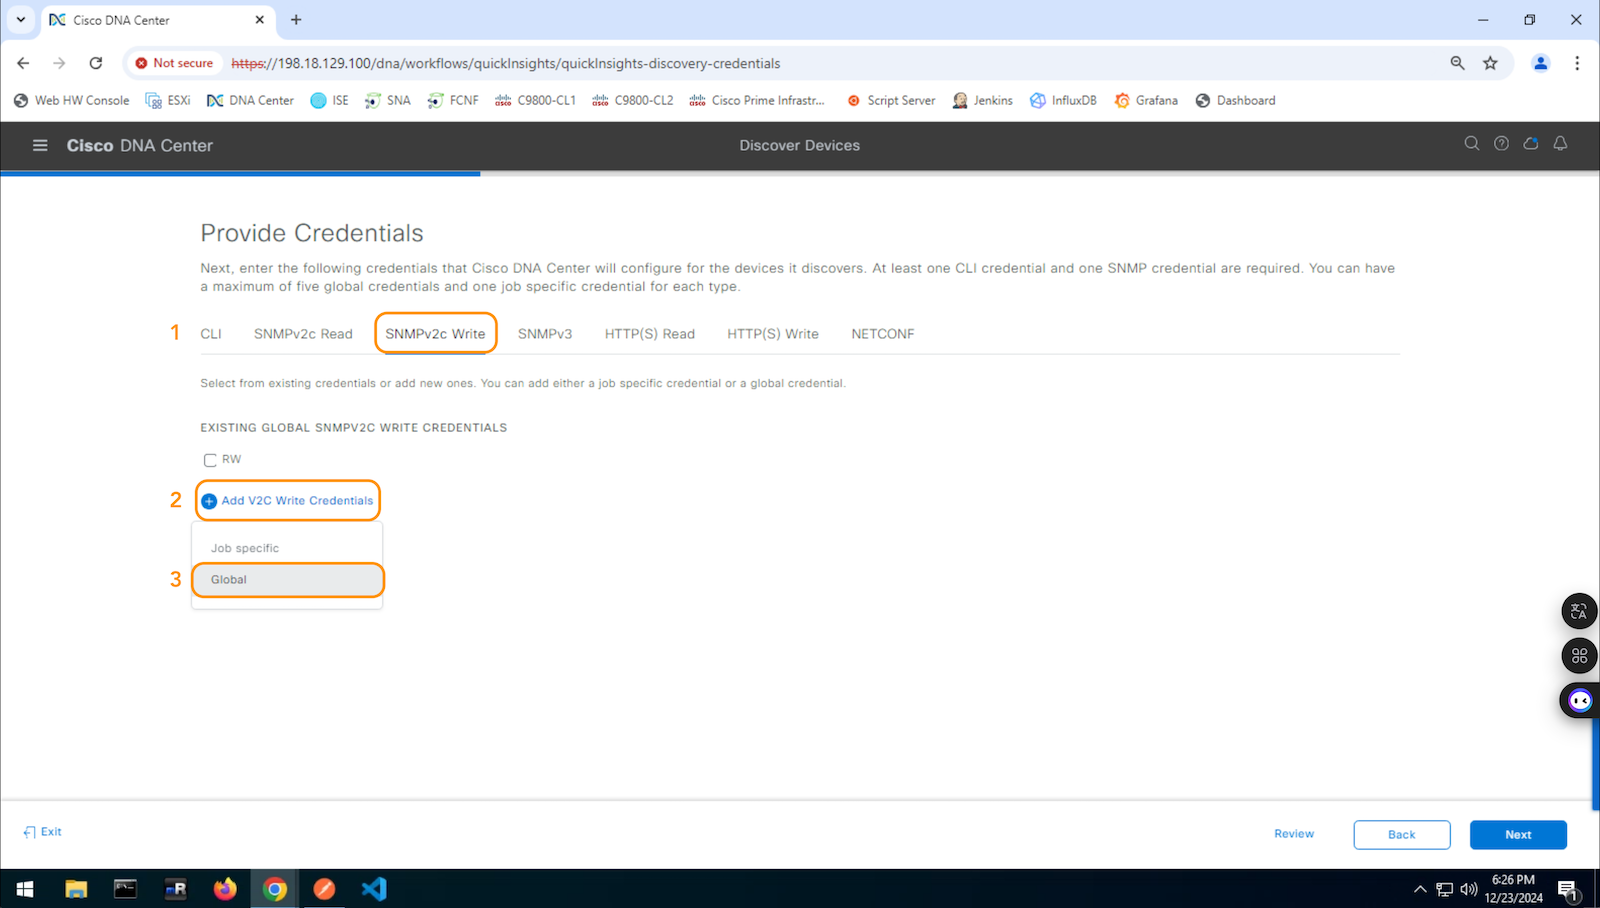 Cisco DNA Center
Not secure https://198.18.129.100/dna/workflows/quickInsights/quickInsights-discovery-credentials
Web HW Console ESXi DNA Center ISE SNA FCNF C9800-CL1 C9800-CL2 Cisco Prime Infrastr... Script Server Jenkins InfluxDB Grafana Dashboard
Cisco DNA Center Discover Devices
Provide Credentials
Next, enter the following credentials that Cisco DNA Center will configure for the devices it discovers. At least one CLI credential and one SNMP credential are required. You can have
a maximum of five global credentials and one job specific credential for each type.
1 CLI SNMPv2c Read SNMPv2c Write SNMPv3 HTTP(S) Read HTTP(S) Write NETCONF
Select from existing credentials or add new ones. You can add either a job specific credential or a global credential.
EXISTING GLOBAL SNMPV2C WRITE CREDENTIALS
RW
2 Add V2C Write Credentials
Job specific
3 Global
Exit Review Back Next
6:26 PM
12/23/2024
1